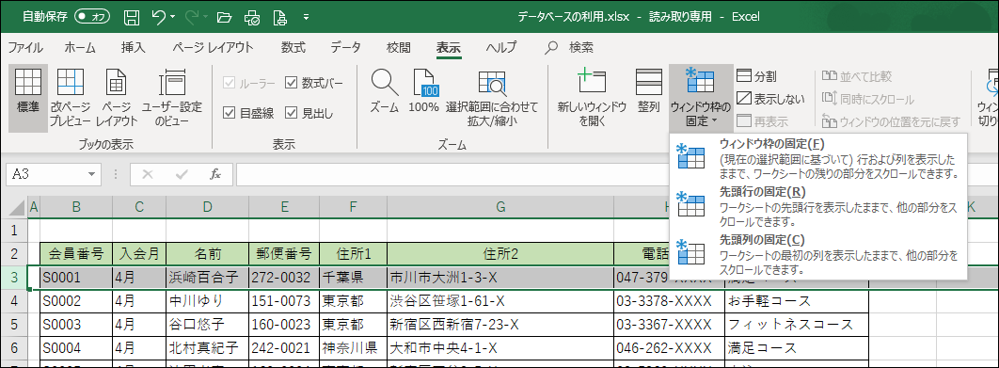 自動保存 オフ データベースの利用.xlsx - 読み取り専用 - Excel
ファイル ホーム 挿入 ページ レイアウト 数式 データ 校閲 表示 ヘルプ 検索
標準 改ページ プレビュー ページ レイアウト ユーザー設定 のビュー
ブックの表示
ルーラー 数式バー
目盛線 見出し
表示
ズーム 100% 選択範囲に合わせて 拡大/縮小
ズーム
新しいウィンドウ を開く 整列 ウィンドウ枠の 固定
分割
表示しない
再表示
並べて比較
同時にスクロール
ウィンドウの位置を元に戻す
切り
ウィンドウ枠の固定(F)
(現在の選択範囲に基づいて) 行および列を表示した
ままで、ワークシートの残りの部分をスクロールできます。
先頭行の固定(R)
ワークシートの先頭行を表示したままで、他の部分をス
クロールできます。
先頭列の固定(C)
ワークシートの最初の列を表示したままで、他の部分を
スクロールできます。
A3 fx
A B C D E F G H K
1
2 会員番号 入会月 名前 郵便番号 住所1 住所2 電話
3 S0001 4月 浜崎百合子 272-0032 千葉県 市川市大洲1-3-X
4 S0002 4月 中川ゆり 151-0073 東京都 渋谷区笹塚1-61-X 03-3378-XXXX お手軽コース
5 S0003 4月 谷口悠子 160-0023 東京都 新宿区西新宿7-23-X 03-3367-XXXX フィットネスコース
6 S0004 4月 北村真紀子 242-0021 神奈川県 大和市中央4-1-X 046-262-XXXX 満足コース